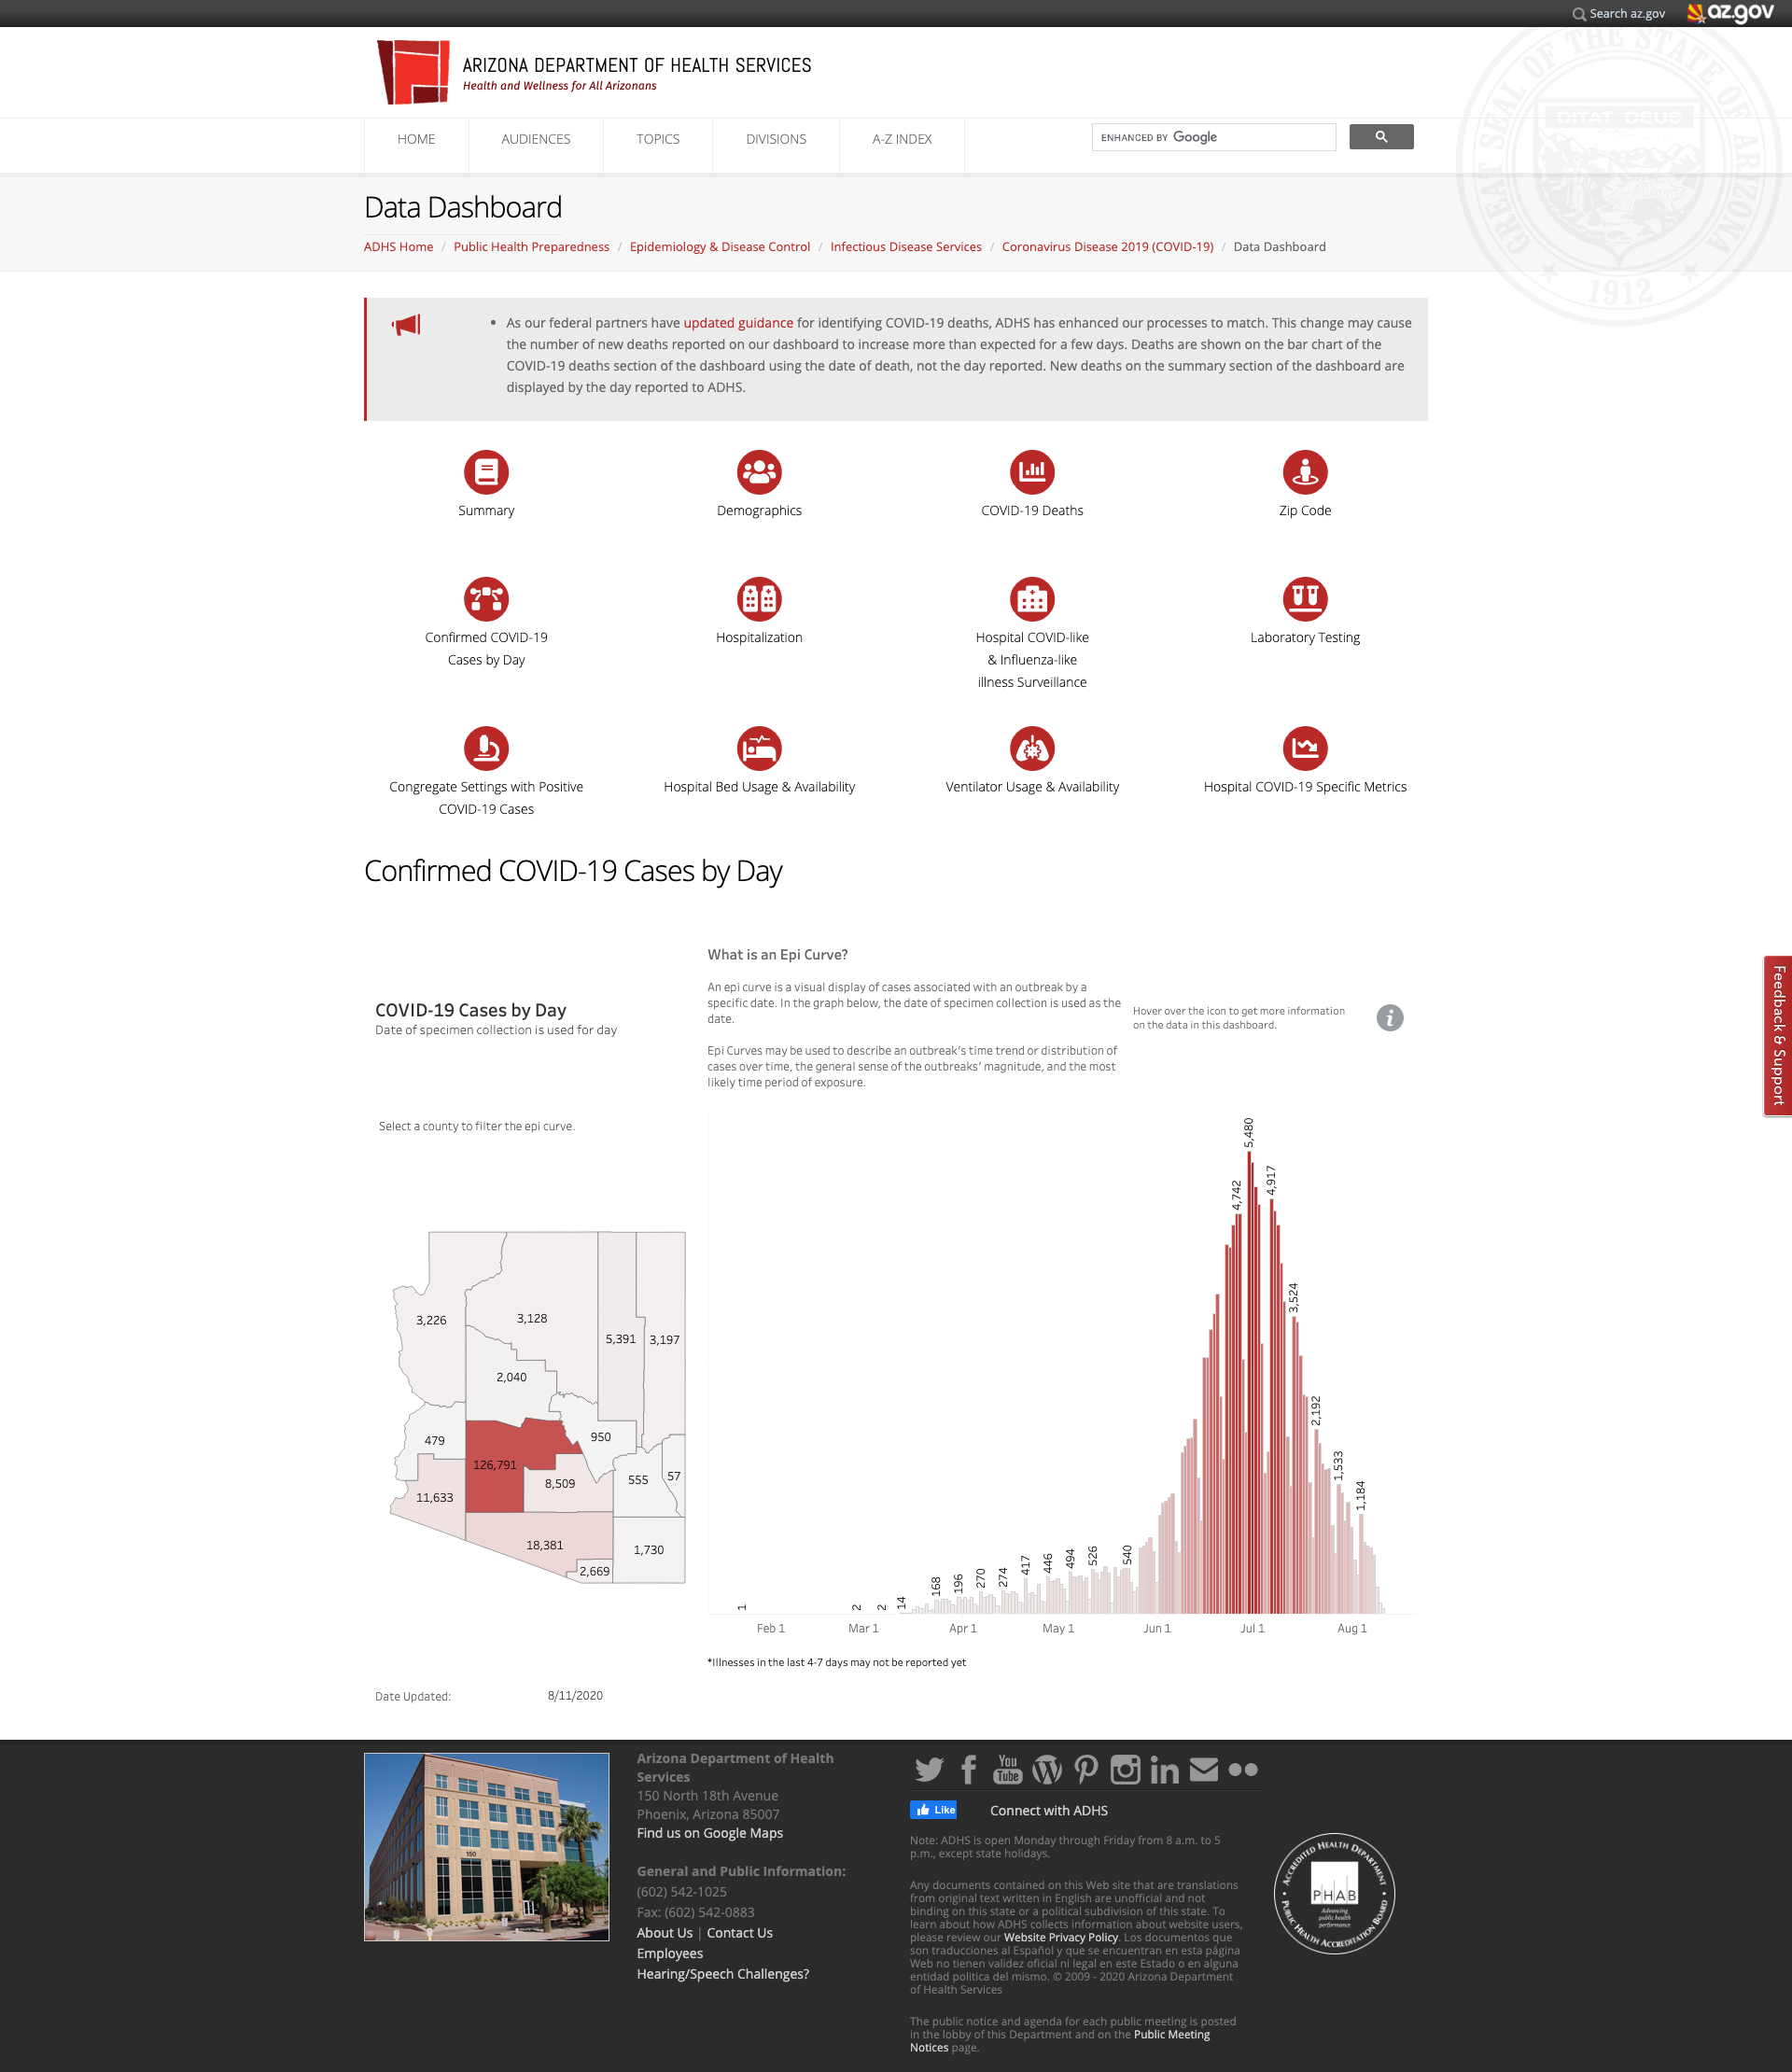 Search az.gov
az.gov
GREAT SEAL OF THE STATE OF ARIZONA
DITAT DEUS
1912
ARIZONA DEPARTMENT OF HEALTH SERVICES
Health and Wellness for All Arizonans
HOME AUDIENCES TOPICS DIVISIONS A-Z INDEX
ENHANCED BY Google
Data Dashboard
ADHS Home / Public Health Preparedness / Epidemiology & Disease Control / Infectious Disease Services / Coronavirus Disease 2019 (COVID-19) / Data Dashboard
• As our federal partners have updated guidance for identifying COVID-19 deaths, ADHS has enhanced our processes to match. This change may cause
the number of new deaths reported on our dashboard to increase more than expected for a few days. Deaths are shown on the bar chart of the
COVID-19 deaths section of the dashboard using the date of death, not the day reported. New deaths on the summary section of the dashboard are
displayed by the day reported to ADHS.
Summary
Demographics
COVID-19 Deaths
Zip Code
Confirmed COVID-19
Cases by Day
Hospitalization
Hospital COVID-like
& Influenza-like
illness Surveillance
Laboratory Testing
Congregate Settings with Positive
COVID-19 Cases
Hospital Bed Usage & Availability
Ventilator Usage & Availability
Hospital COVID-19 Specific Metrics
Confirmed COVID-19 Cases by Day
COVID-19 Cases by Day
Date of specimen collection is used for day
What is an Epi Curve?
An epi curve is a visual display of cases associated with an outbreak by a
specific date. In the graph below, the date of specimen collection is used as the
date.
Epi Curves may be used to describe an outbreak's time trend or distribution of
cases over time, the general sense of the outbreaks' magnitude, and the most
likely time period of exposure.
Hover over the icon to get more information
on the data in this dashboard.
i
Feedback & Support
Select a county to filter the epi curve.
3,226
3,128
5,391
3,197
2,040
479
950
126,791
8,509
555
57
11,633
18,381
1,730
2,669
1
2
2
14
168
196
270
274
417
446
494
526
540
4,742
5,480
4,917
3,524
2,192
1,533
1,184
Feb 1
Mar 1
Apr 1
May 1
Jun 1
Jul 1
Aug 1
*Illnesses in the last 4-7 days may not be reported yet
Date Updated: 8/11/2020
150
Arizona Department of Health
Services
150 North 18th Avenue
Phoenix, Arizona 85007
Find us on Google Maps
General and Public Information:
(602) 542-1025
Fax: (602) 542-0883
About Us | Contact Us
Employees
Hearing/Speech Challenges?
You
Tube
in
Like
Connect with ADHS
Note: ADHS is open Monday through Friday from 8 a.m. to 5
p.m., except state holidays.
Any documents contained on this Web site that are translations
from original text written in English are unofficial and not
binding on this state or a political subdivision of this state. To
learn about how ADHS collects information about website users,
please review our Website Privacy Policy. Los documentos que
son traducciones al Español y que se encuentran en esta página
Web no tienen validez oficial ni legal en este Estado o en alguna
entidad politica del mismo. © 2009 - 2020 Arizona Department
of Health Services
The public notice and agenda for each public meeting is posted
in the lobby of this Department and on the Public Meeting
Notices page.
ACCREDITED HEALTH DEPARTMENT
PHAB
Advancing
public health
performance
PUBLIC HEALTH ACCREDITATION BOARD